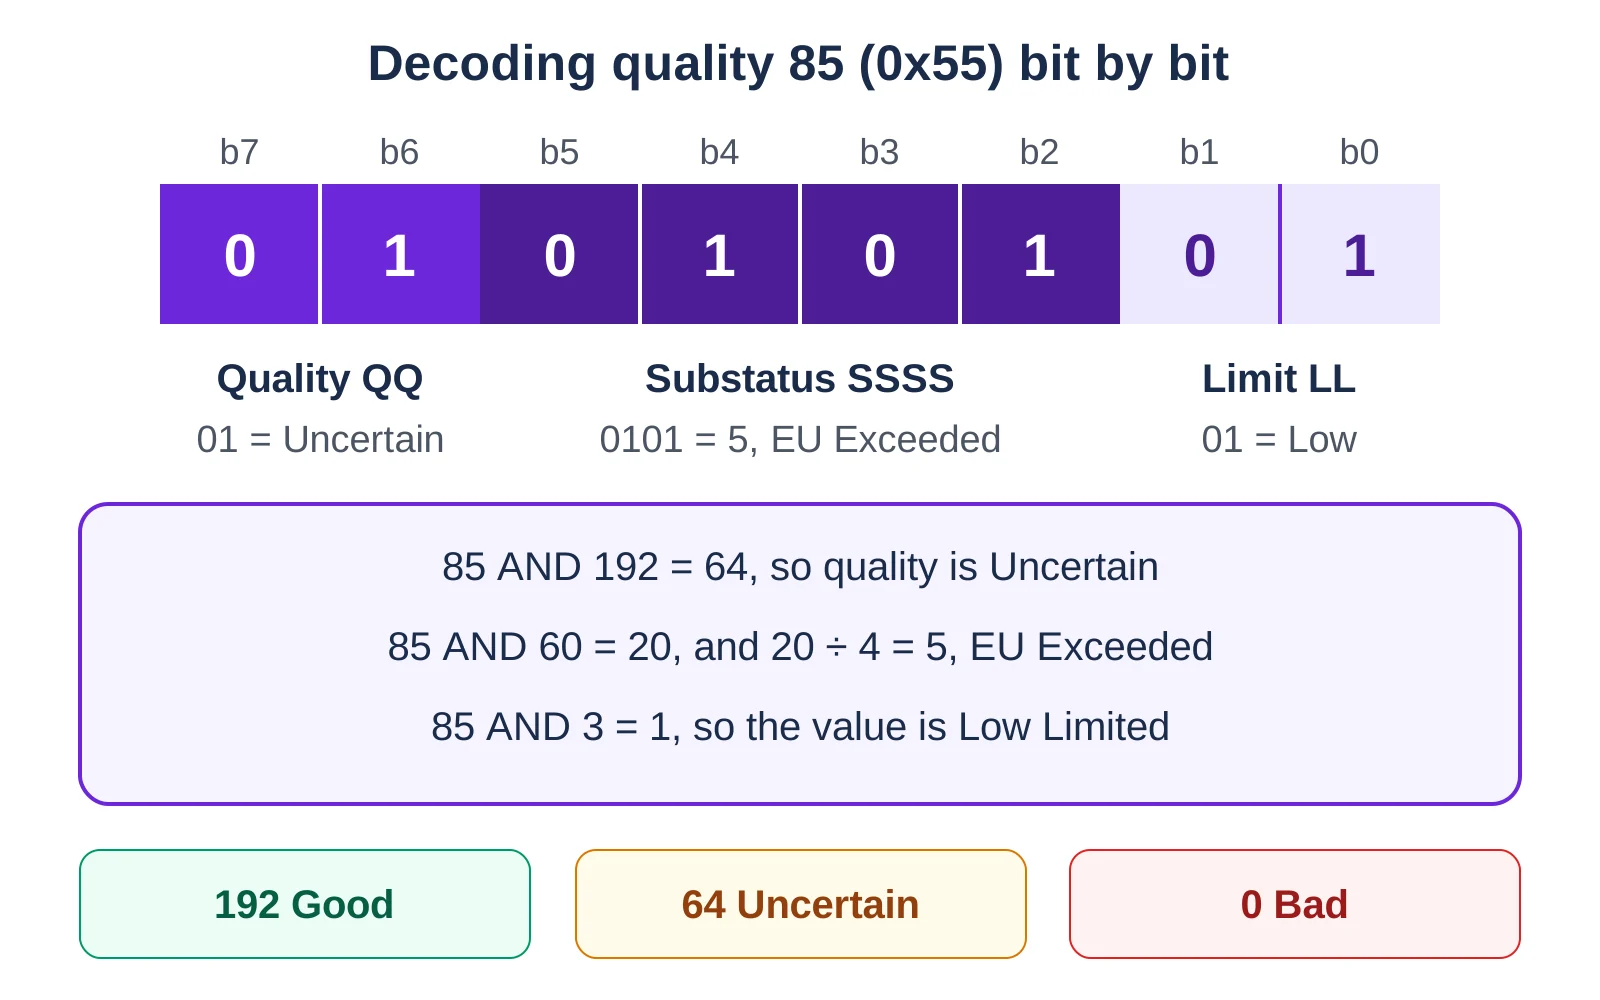 Decoding quality 85 (0x55) bit by bit
b7 b6 b5 b4 b3 b2 b1 b0
0 1 0 1 0 1 0 1
Quality QQ Substatus SSSS Limit LL
01 = Uncertain 0101 = 5, EU Exceeded 01 = Low
85 AND 192 = 64, so quality is Uncertain
85 AND 60 = 20, and 20 ÷ 4 = 5, EU Exceeded
85 AND 3 = 1, so the value is Low Limited
192 Good 64 Uncertain 0 Bad